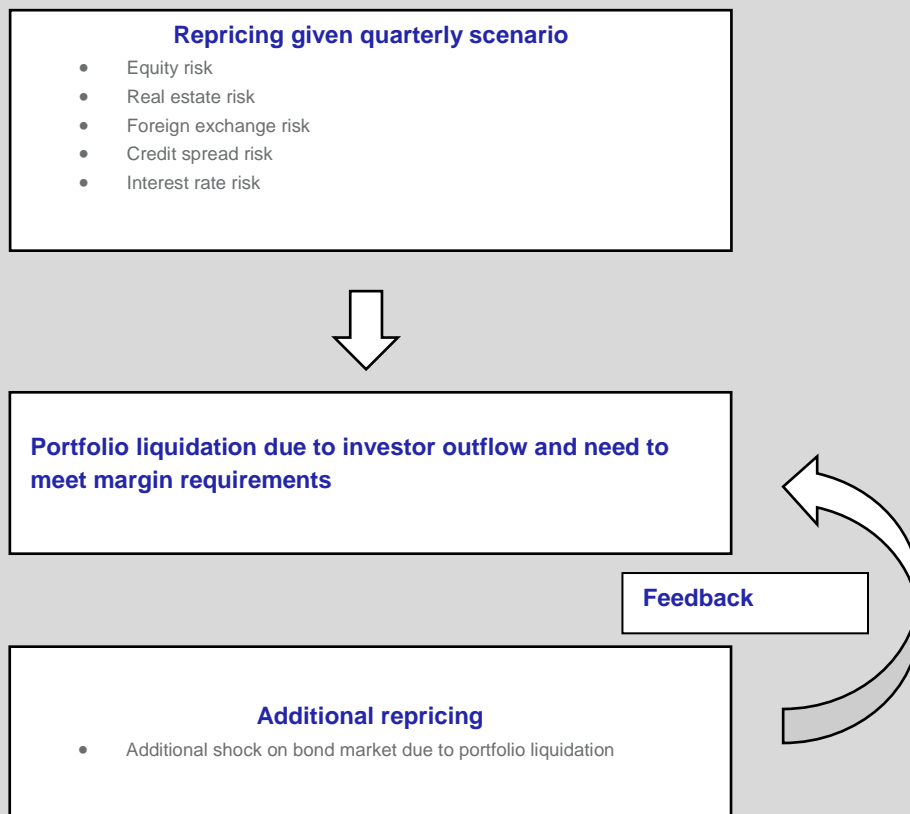 Repricing given quarterly scenario
• Equity risk
• Real estate risk
• Foreign exchange risk
• Credit spread risk
• Interest rate risk
Portfolio liquidation due to investor outflow and need to
meet margin requirements
Feedback
Additional repricing
• Additional shock on bond market due to portfolio liquidation